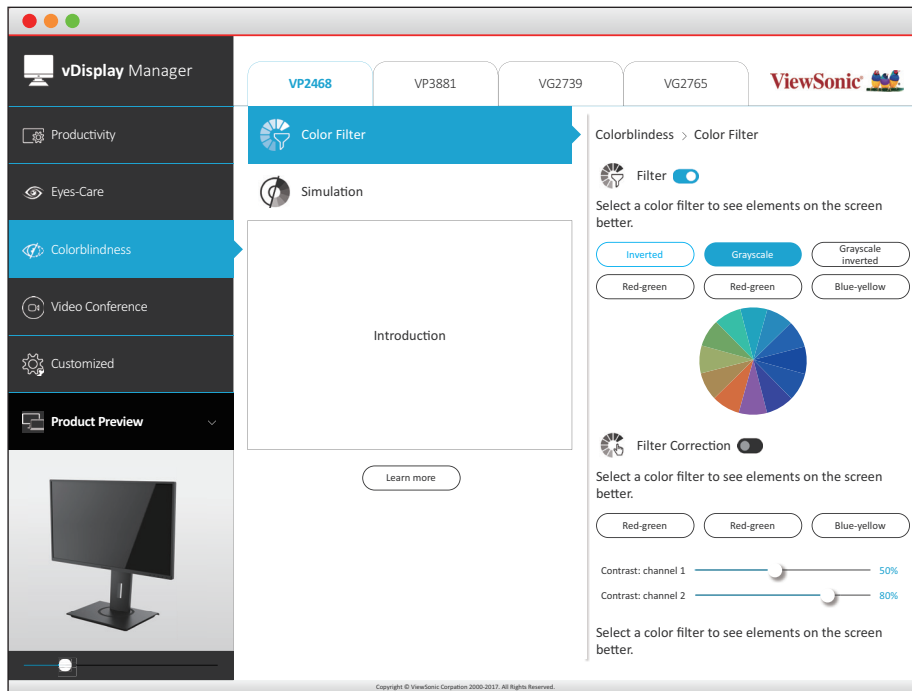 vDisplay Manager
VP2468
VP3881
VG2739
VG2765
ViewSonic
Productivity
Eyes-Care
Colorblindness
Video Conference
Customized
Product Preview
Color Filter
Simulation
Introduction
Learn more
Colorblindness > Color Filter
Filter
Select a color filter to see elements on the screen
better.
Inverted
Grayscale
Grayscale
inverted
Red-green
Red-green
Blue-yellow
Filter Correction
Select a color filter to see elements on the screen
better.
Red-green
Red-green
Blue-yellow
Contrast: channel 1
50%
Contrast: channel 2
80%
Select a color filter to see elements on the screen
better.
Copyright © ViewSonic Corpation 2000-2017. All Rights Reserved.